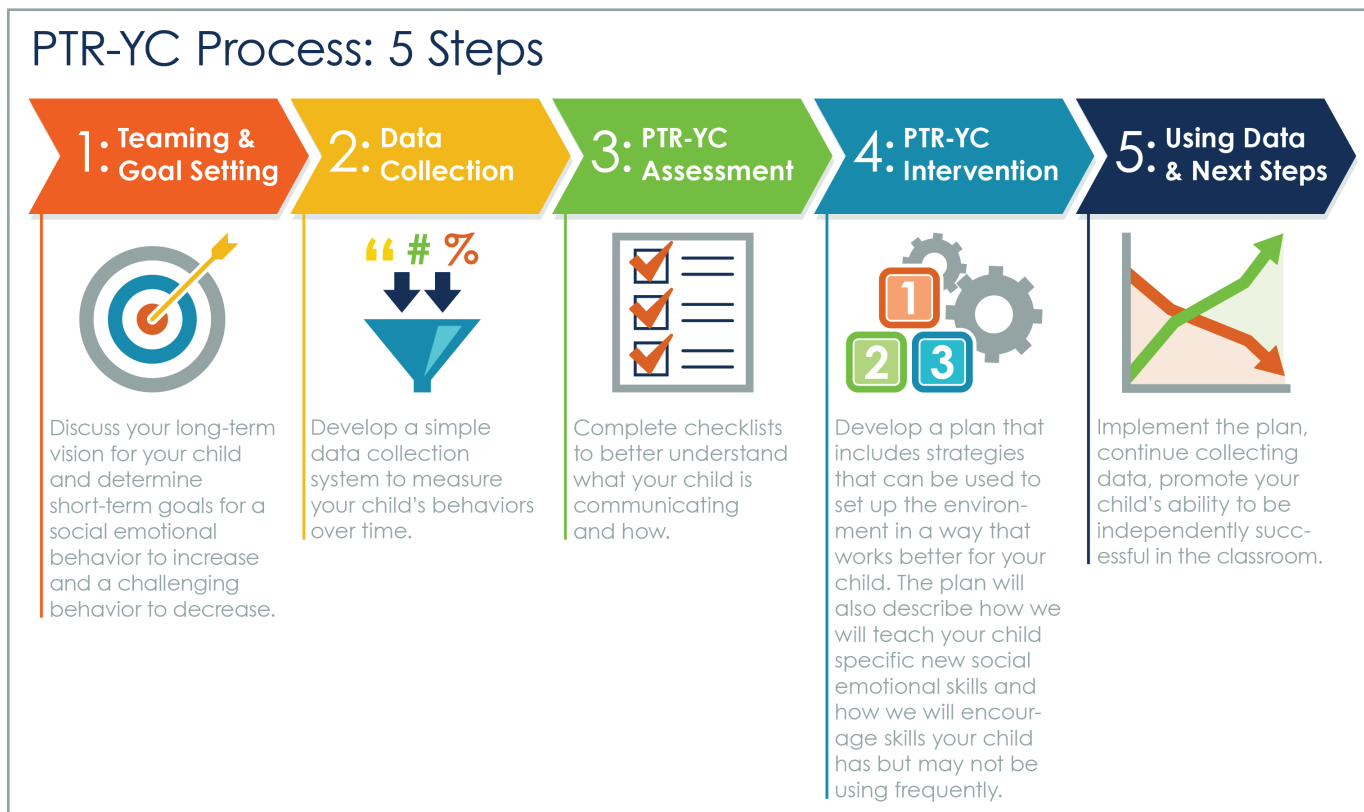 PTR-YC Process: 5 Steps
1: Teaming &
Goal Setting
2: Data
Collection
3: PTR-YC
Assessment
4: PTR-YC
Intervention
5: Using Data
& Next Steps
“ # %
1
2 3
Discuss your long-term
vision for your child
and determine
short-term goals for a
social emotional
behavior to increase
and a challenging
behavior to decrease.
Develop a simple
data collection
system to measure
your child’s behaviors
over time.
Complete checklists
to better understand
what your child is
communicating
and how.
Develop a plan that
includes strategies
that can be used to
set up the environ-
ment in a way that
works better for your
child. The plan will
also describe how we
will teach your child
specific new social
emotional skills and
how we will encour-
age skills your child
has but may not be
using frequently.
Implement the plan,
continue collecting
data, promote your
child’s ability to be
independently succ-
essful in the classroom.